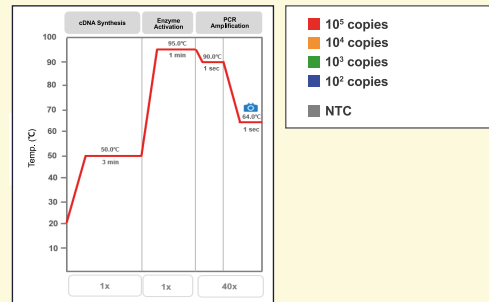 cDNA Synthesis
Enzyme Activation
PCR Amplification
Temp. (℃)
100
90
80
70
60
50
40
30
20
10
50.0℃
3 min
95.0℃
1 min
90.0℃
1 sec
64.0℃
1 sec
1x
1x
40x
10⁵ copies
10⁴ copies
10³ copies
10² copies
NTC